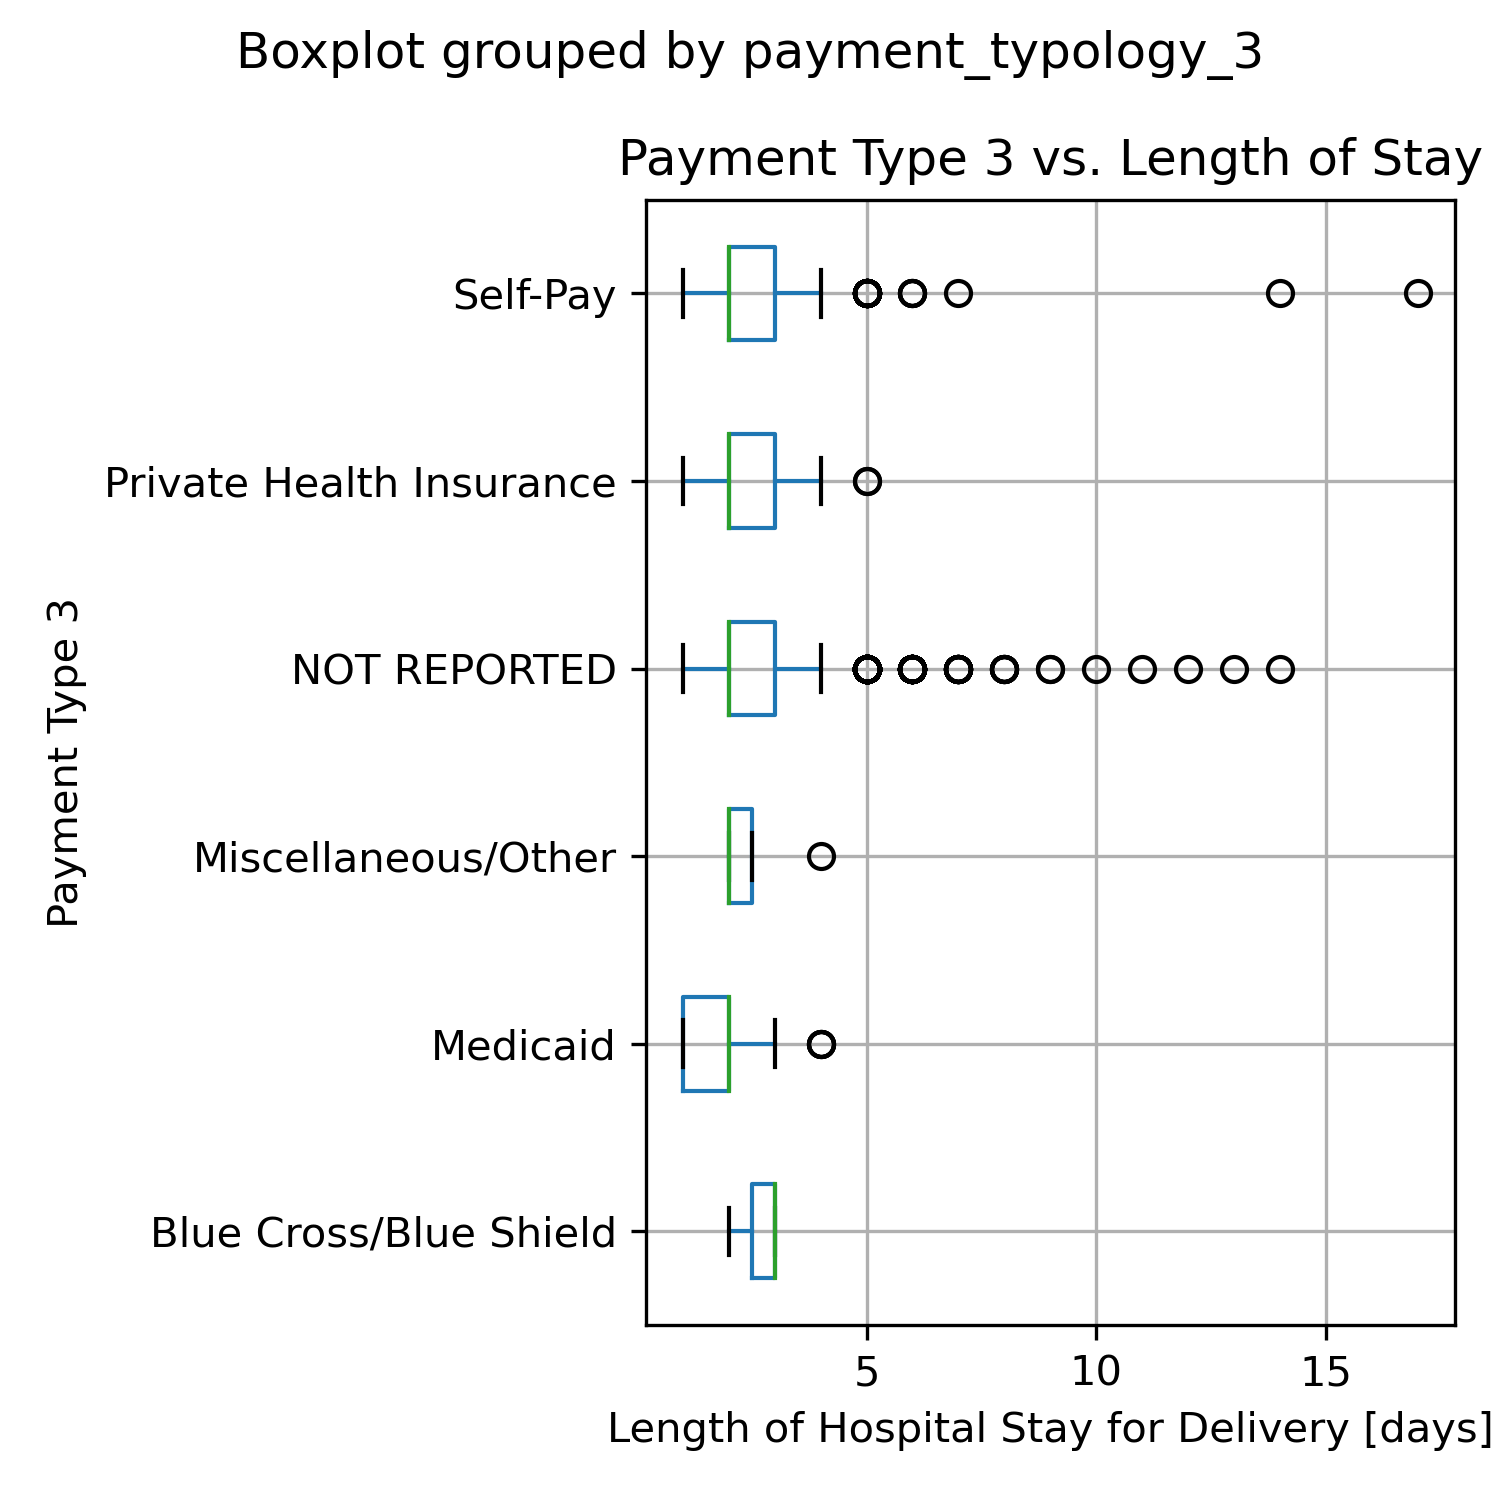 Boxplot grouped by payment_typology_3
Payment Type 3 vs. Length of Stay
Payment Type 3
Self-Pay
Private Health Insurance
NOT REPORTED
Miscellaneous/Other
Medicaid
Blue Cross/Blue Shield
5 10 15
Length of Hospital Stay for Delivery [days]